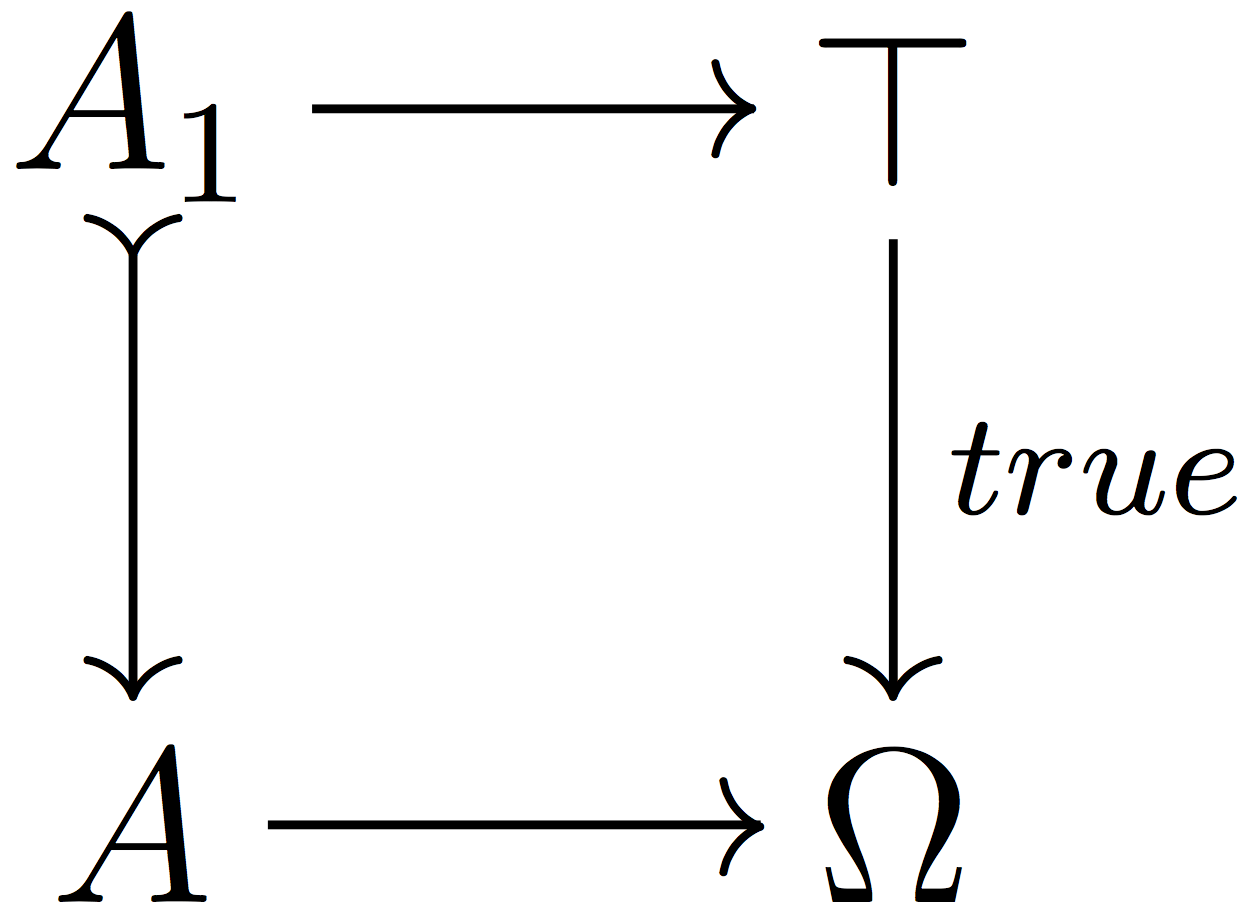 A₁ ⊤
true
A Ω